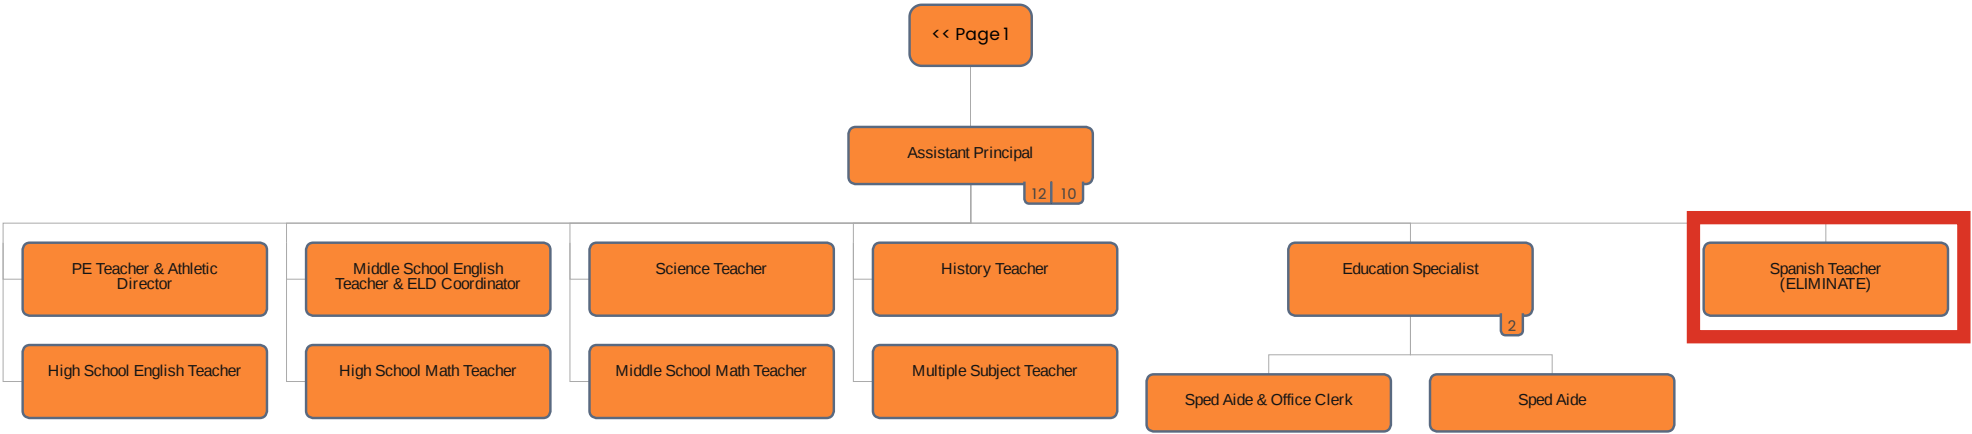 << Page 1
Assistant Principal
12 10
PE Teacher & Athletic
Director
Middle School English
Teacher & ELD Coordinator
Science Teacher
History Teacher
Education Specialist
2
Spanish Teacher
(ELIMINATE)
High School English Teacher
High School Math Teacher
Middle School Math Teacher
Multiple Subject Teacher
Sped Aide & Office Clerk
Sped Aide